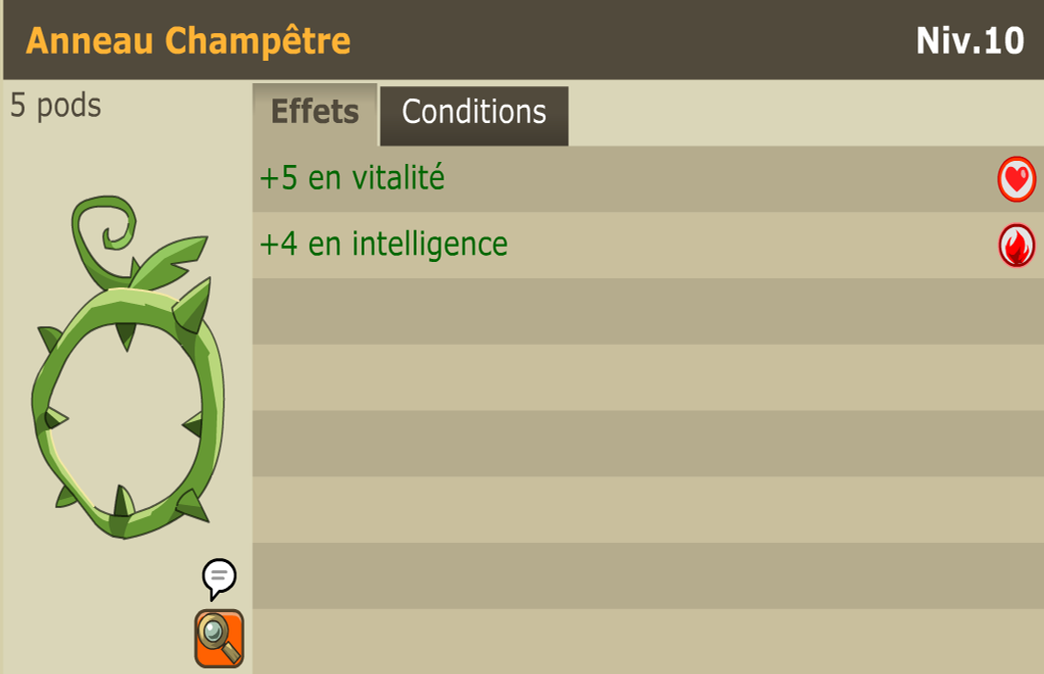 Anneau Champêtre
Niv.10
5 pods
Effets
Conditions
+5 en vitalité
+4 en intelligence